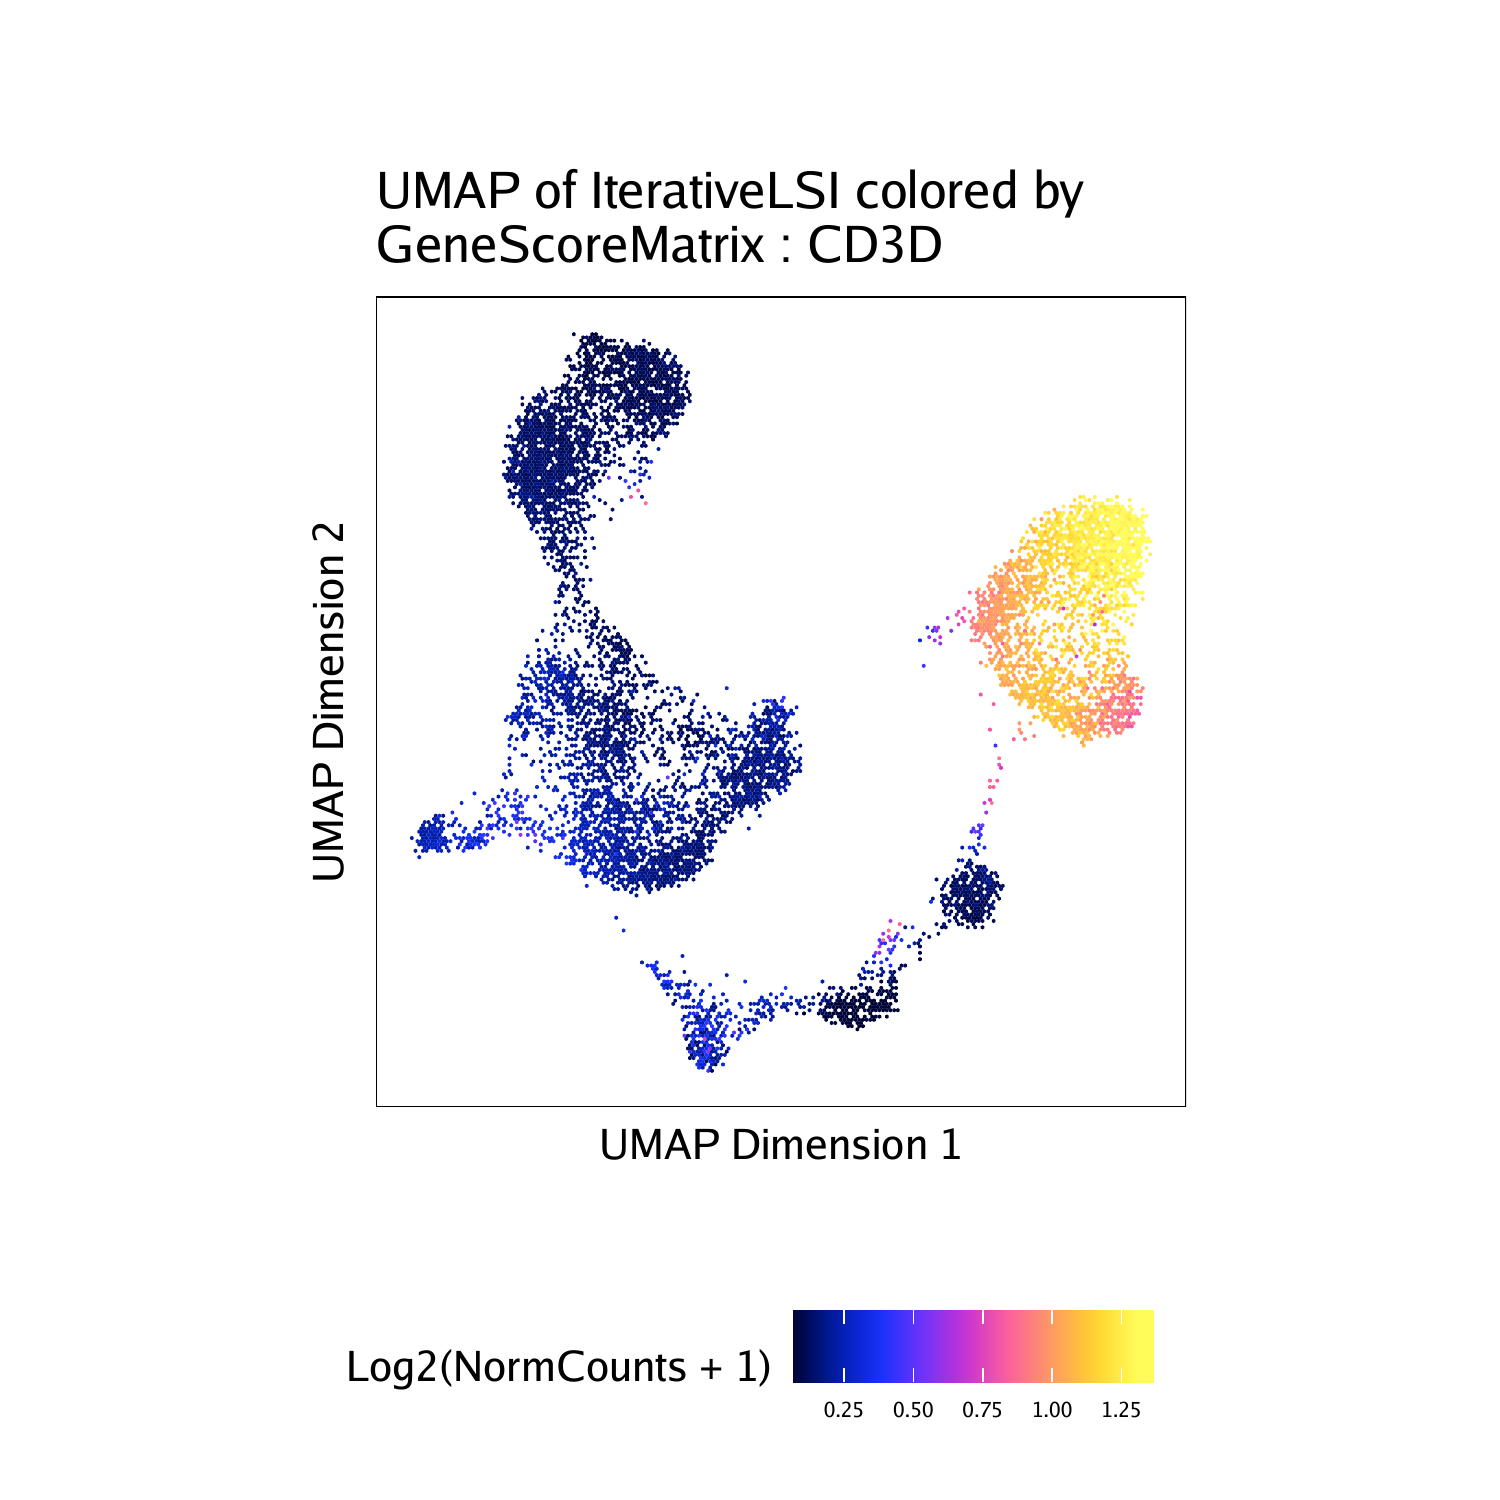 UMAP of IterativeLSI colored by
GeneScoreMatrix : CD3D
UMAP Dimension 2
UMAP Dimension 1
Log2(NormCounts + 1)
0.25 0.50 0.75 1.00 1.25